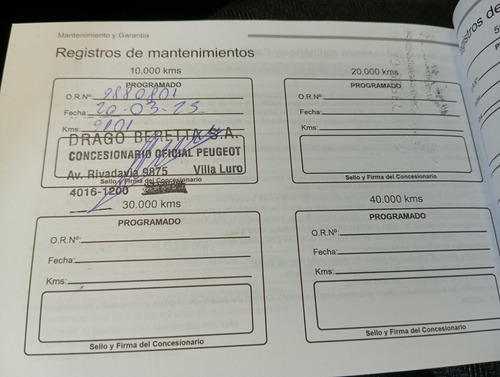 Mantenimiento y Garantía
Registros de mantenimientos
10.000 kms
PROGRAMADO
O.R.Nº: 9880801
Fecha: 20-03-25
Kms: 9101
DRAGO BERETTA S.A.
CONCESIONARIO OFICIAL PEUGEOT
Av. Rivadavia 9875 Villa Luro
Sello y Firma del Concesionario
4016-1200
20.000 kms
PROGRAMADO
O.R.Nº:
Fecha:
Kms:
Sello y Firma del Concesionario
30.000 kms
PROGRAMADO
O.R.Nº:
Fecha:
Kms:
Sello y Firma del Concesionario
40.000 kms
PROGRAMADO
O.R.Nº:
Fecha:
Kms:
Sello y Firma del Concesionario